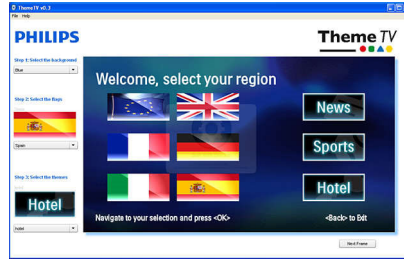 ThemeTV v0.3
File Help
PHILIPS
Theme TV
Step 1: Select the background
Blue
Welcome, select your region
News
Step 2: Select the flags
Sports
Spain
Step 3: Select the themes
Hotel
Hotel
Navigate to your selection and press <OK>
<Back> to Edit
hotel
Next Frame